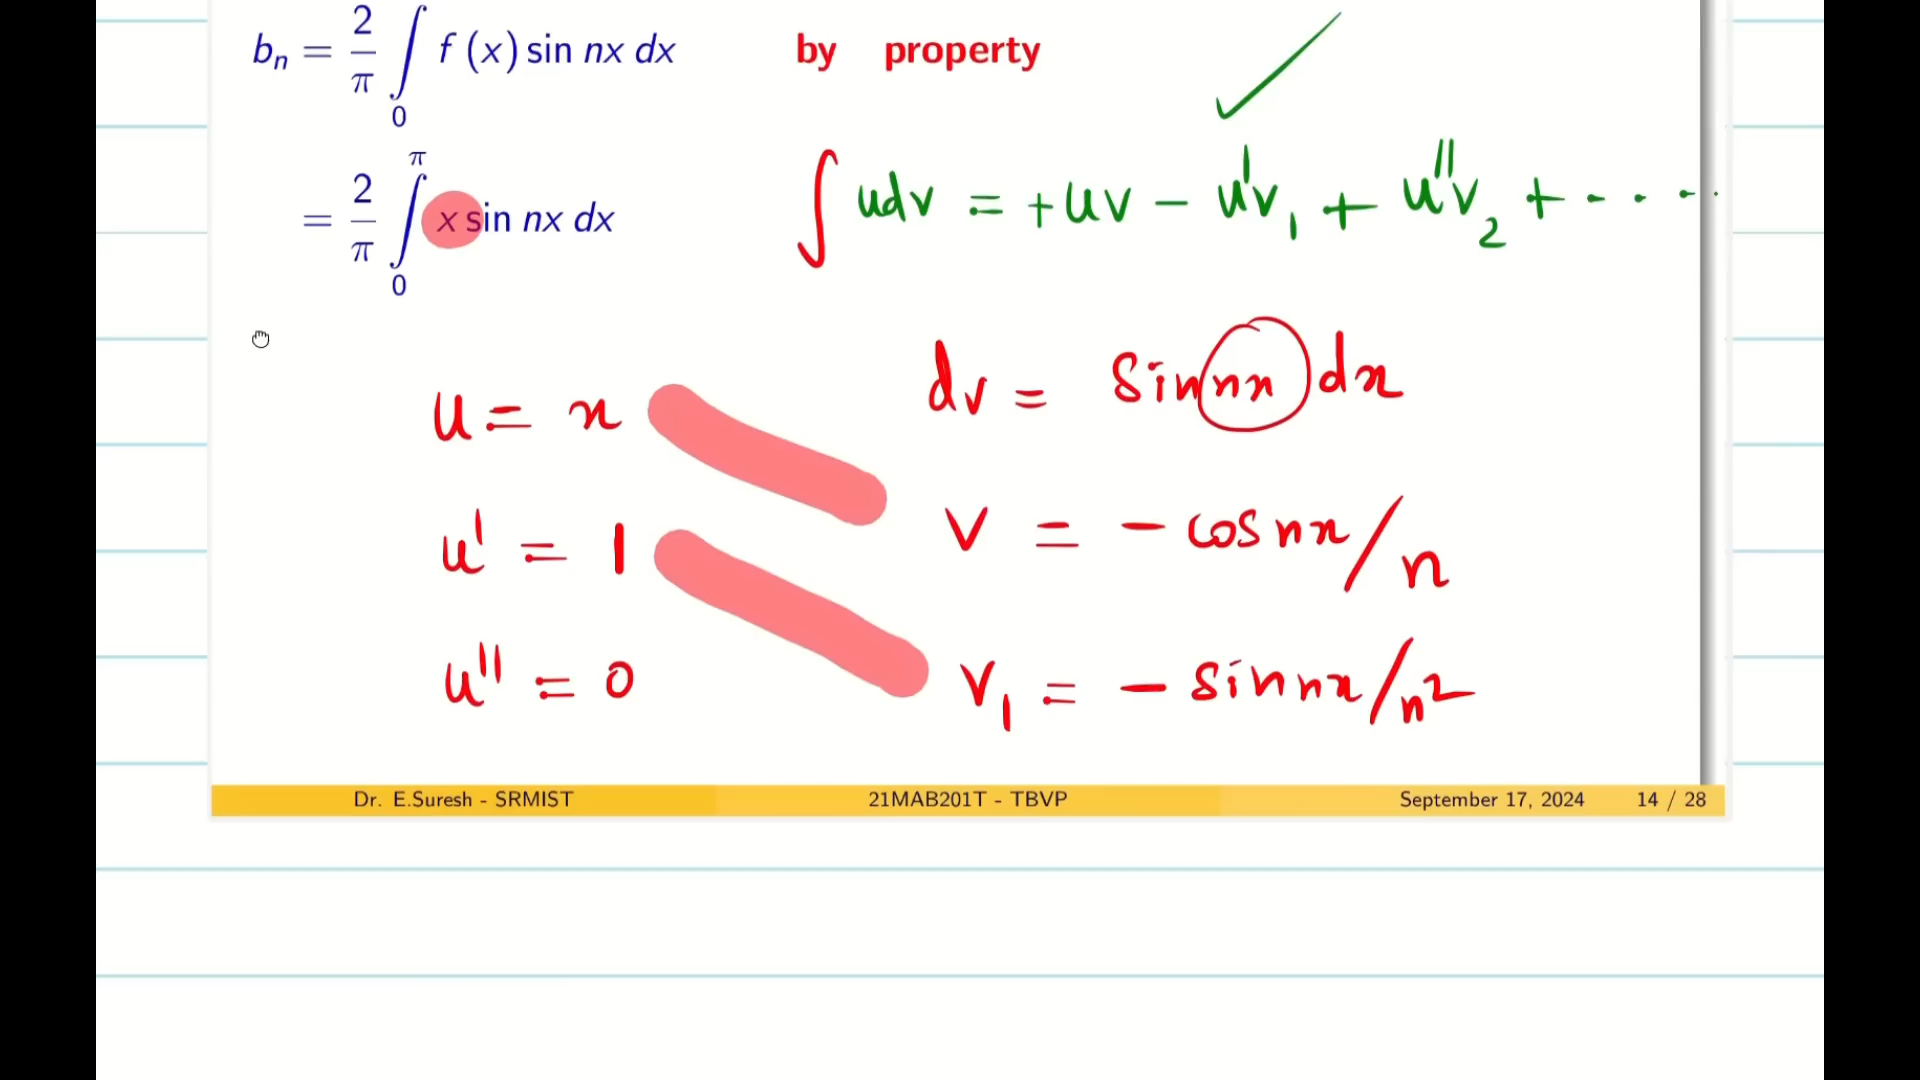 bₙ = 2/π ∫₀ f (x) sin nx dx by property
= 2/π ∫₀^π x sin nx dx ∫ udv = +uv − u'v₁ + u''v₂ + - - - -
u = x dv = sin nx dx
u' = 1 v = − cos nx / n
u'' = 0 v₁ = − sin nx / n²
Dr. E.Suresh - SRMIST 21MAB201T - TBVP September 17, 2024 14 / 28